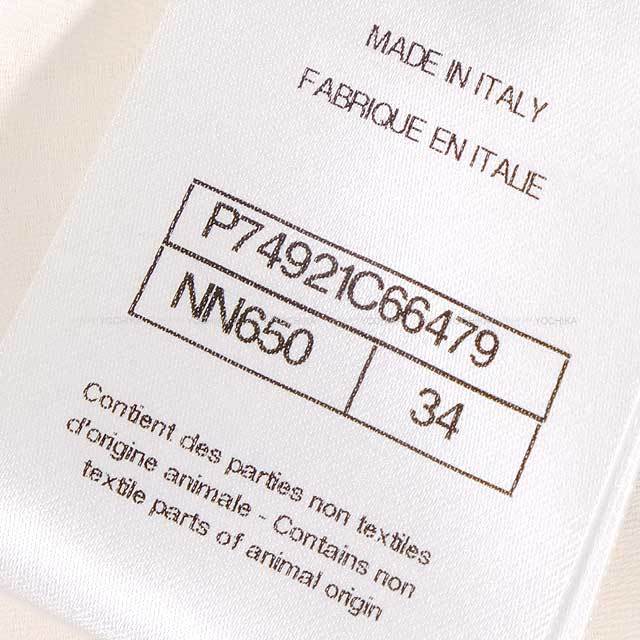 MADE IN ITALY
FABRIQUE EN ITALIE
P74921C66479
NN650 34
Contient des parties non textiles
d'origine animale - Contains non
textile parts of animal origin
YOCHIKA